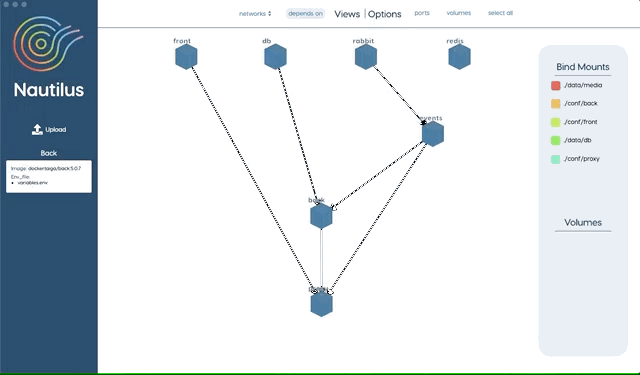 networks
depends on
Views | Options
ports
volumes
select all
Nautilus
Upload
Back
Image: dockertaiga/back:5.0.7
Env_file:
variables.env
front
db
rabbit
redis
events
back
Bind Mounts
./data/media
./conf/back
./conf/front
./data/db
./conf/proxy
Volumes